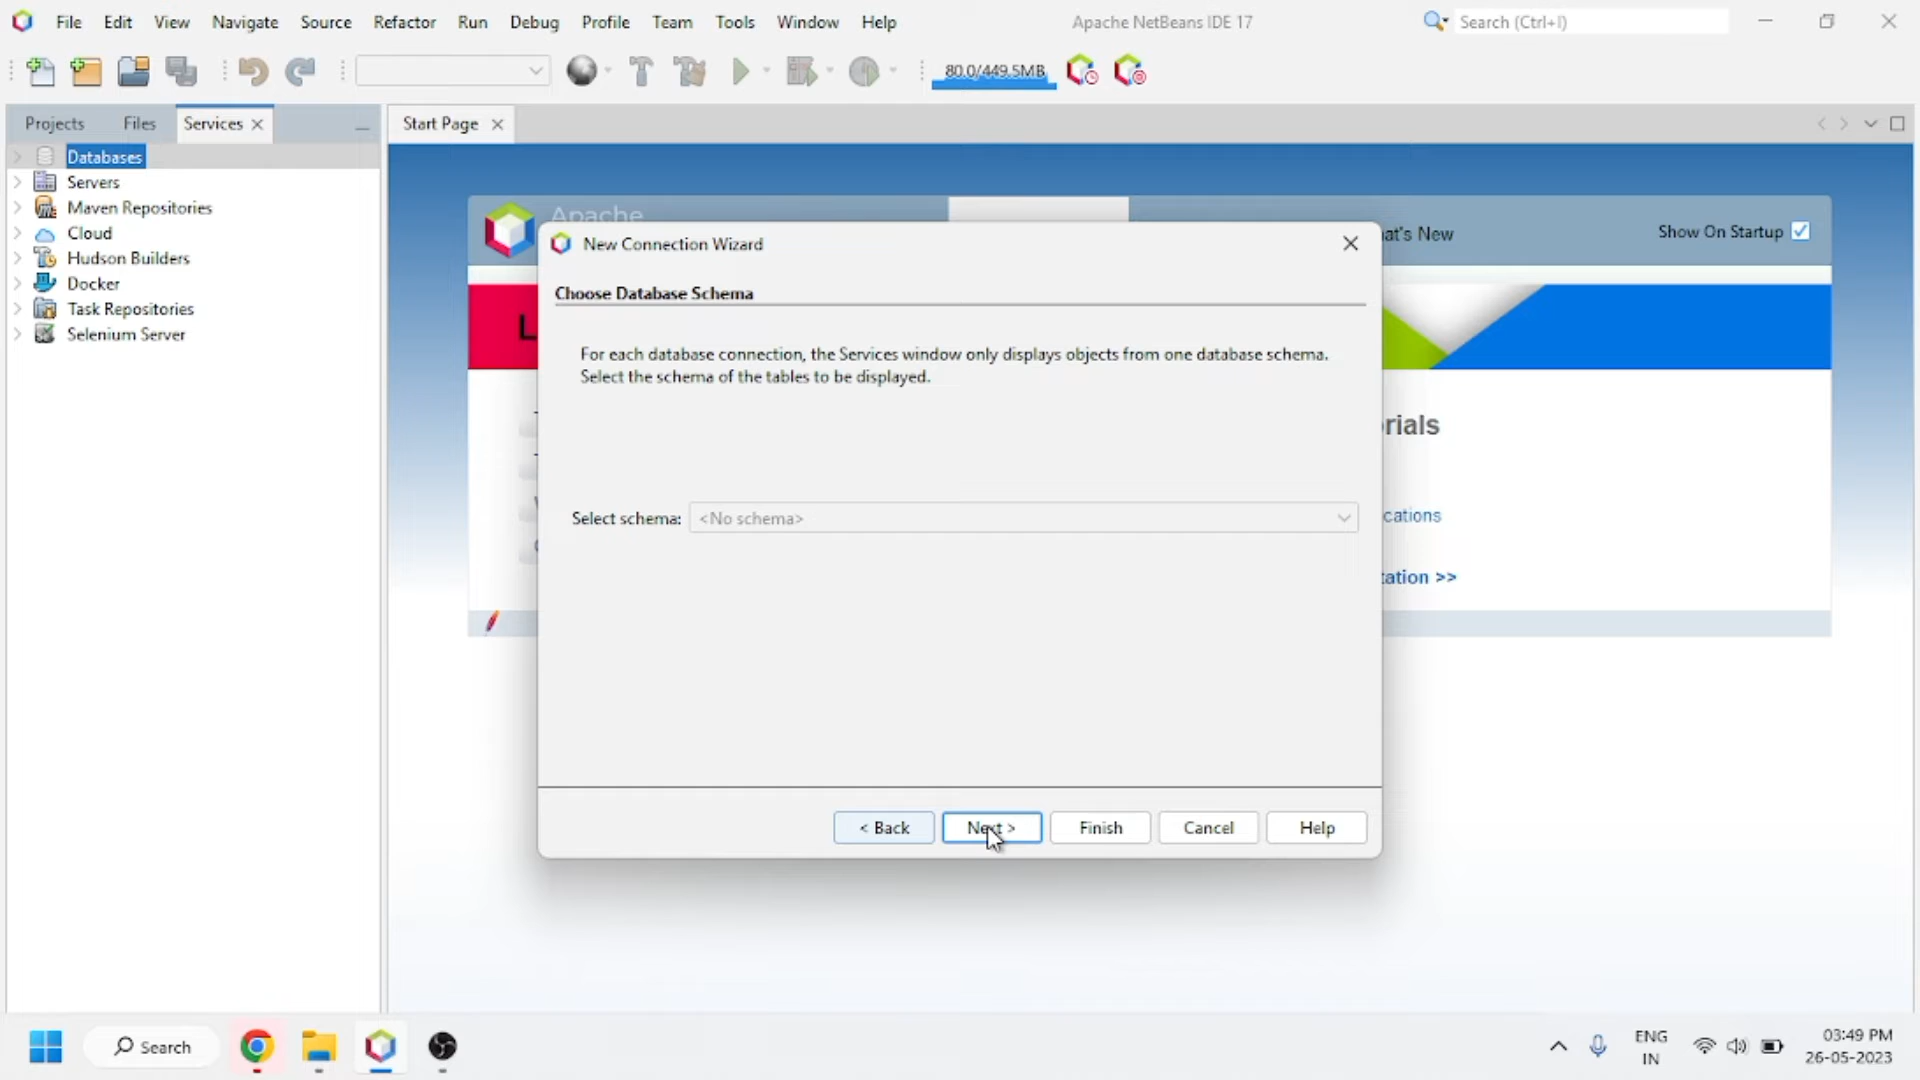 File Edit View Navigate Source Refactor Run Debug Profile Team Tools Window Help
Apache NetBeans IDE 17
Search (Ctrl+I)
80.0/449.5MB
Projects Files Services
Start Page
Databases
Servers
Maven Repositories
Cloud
Hudson Builders
Docker
Task Repositories
Selenium Server
Apache
at's New
Show On Startup
L
New Connection Wizard
Choose Database Schema
For each database connection, the Services window only displays objects from one database schema.
Select the schema of the tables to be displayed.
Select schema: <No schema>
rials
cations
tation >>
< Back Next > Finish Cancel Help
Search
ENG
IN
03:49 PM
26-05-2023